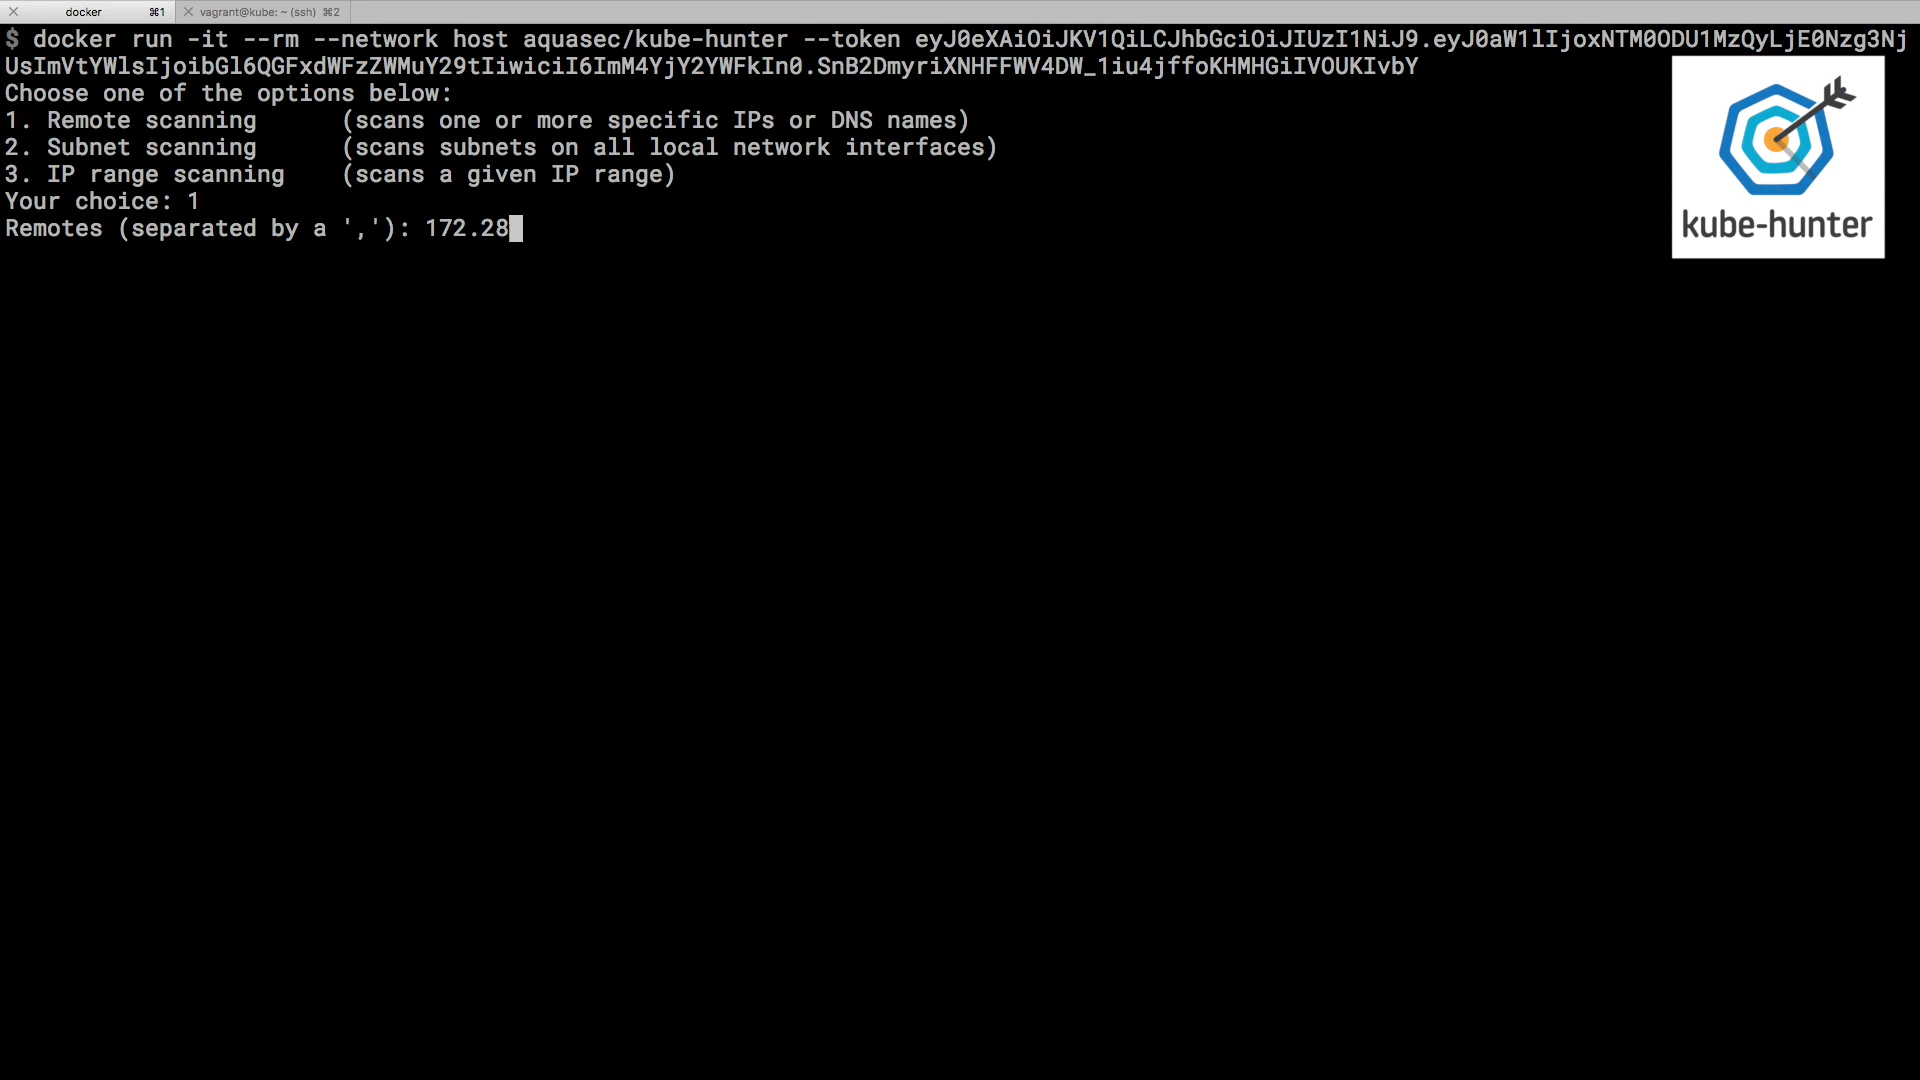 docker ⌘1 vagrant@kube: ~ (ssh) ⌘2
$ docker run -it --rm --network host aquasec/kube-hunter --token eyJ0eXAiOiJKV1QiLCJhbGciOiJIUzI1NiJ9.eyJ0aW1lIjoxNTM0ODU1MzQyLjE0Nzg3Nj
UsImVtYWlsIjoibGl6QGFxdWFzZWMuY29tIiwiciI6ImM4YjY2YWFkIn0.SnB2DmyriXNHFFWV4DW_1iu4jffoKHMHGiIVOUKIvbY
Choose one of the options below:
1. Remote scanning (scans one or more specific IPs or DNS names)
2. Subnet scanning (scans subnets on all local network interfaces)
3. IP range scanning (scans a given IP range)
Your choice: 1
Remotes (separated by a ','): 172.28
kube-hunter